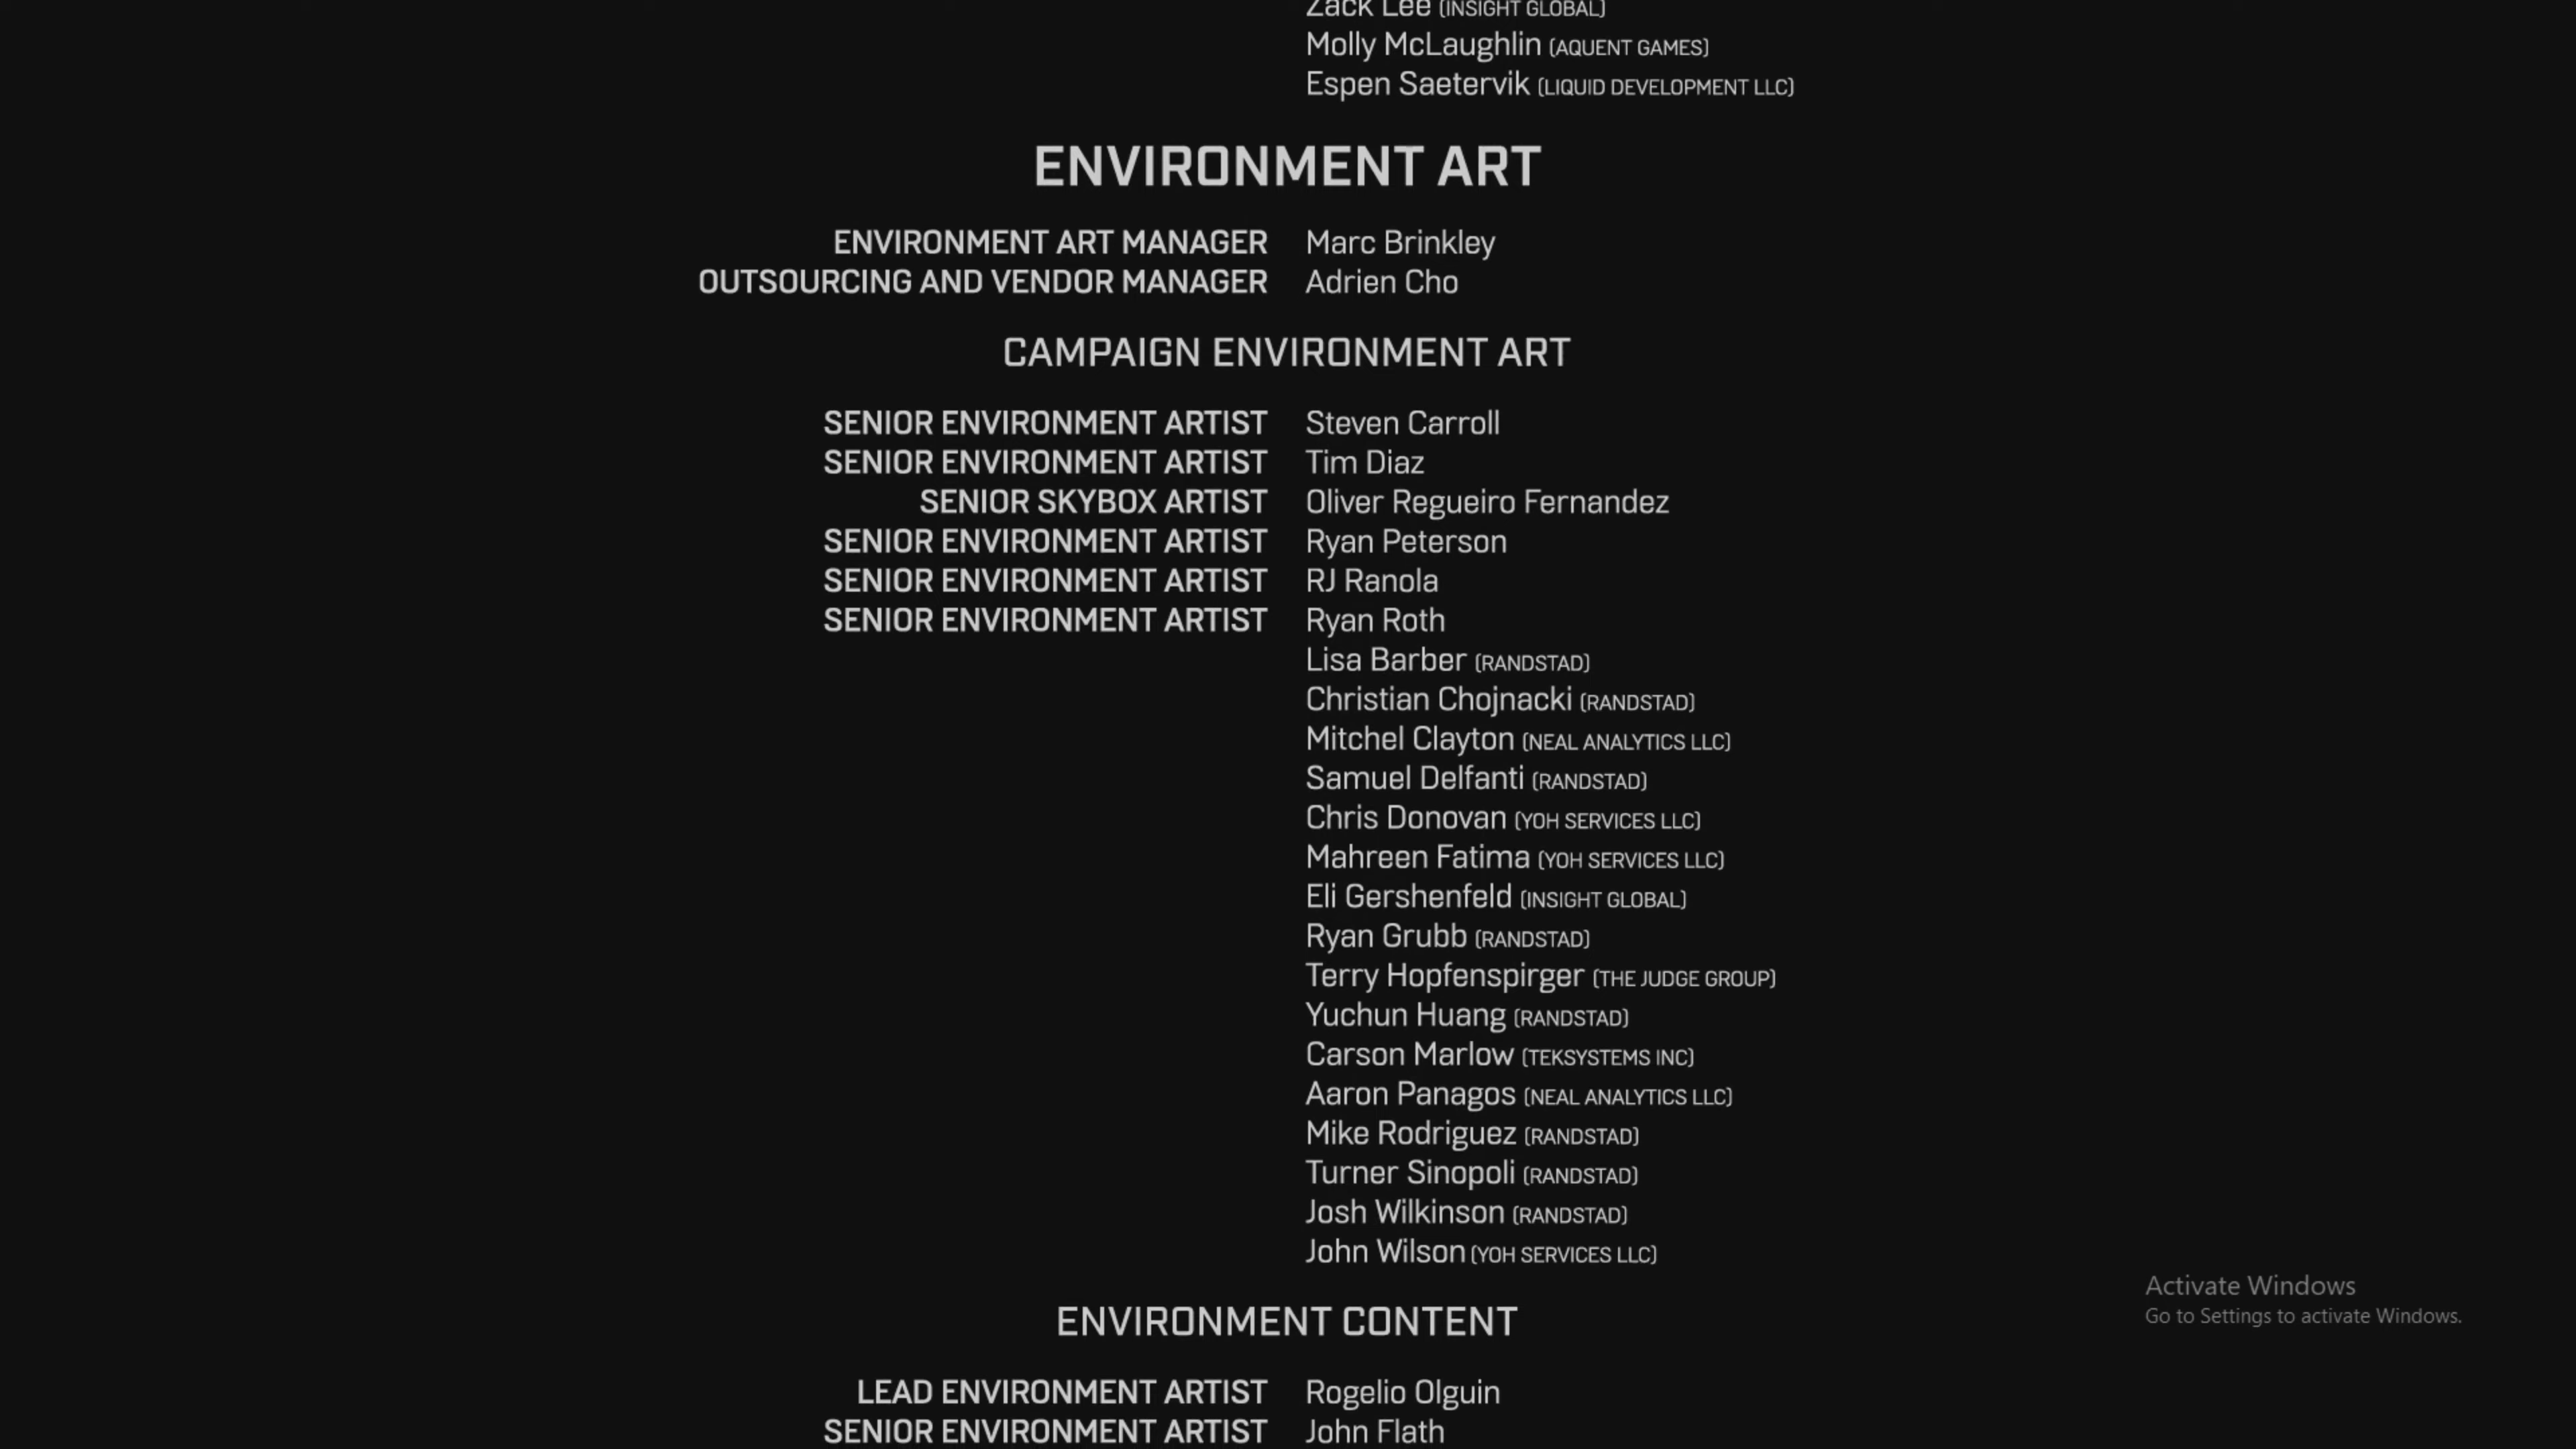 Zack Lee (INSIGHT GLOBAL)
Molly McLaughlin (AQUENT GAMES)
Espen Saetervik (LIQUID DEVELOPMENT LLC)
ENVIRONMENT ART
ENVIRONMENT ART MANAGER Marc Brinkley
OUTSOURCING AND VENDOR MANAGER Adrien Cho
CAMPAIGN ENVIRONMENT ART
SENIOR ENVIRONMENT ARTIST Steven Carroll
SENIOR ENVIRONMENT ARTIST Tim Diaz
SENIOR SKYBOX ARTIST Oliver Regueiro Fernandez
SENIOR ENVIRONMENT ARTIST Ryan Peterson
SENIOR ENVIRONMENT ARTIST RJ Ranola
SENIOR ENVIRONMENT ARTIST Ryan Roth
Lisa Barber (RANDSTAD)
Christian Chojnacki (RANDSTAD)
Mitchel Clayton (NEAL ANALYTICS LLC)
Samuel Delfanti (RANDSTAD)
Chris Donovan (YOH SERVICES LLC)
Mahreen Fatima (YOH SERVICES LLC)
Eli Gershenfeld (INSIGHT GLOBAL)
Ryan Grubb (RANDSTAD)
Terry Hopfenspirger (THE JUDGE GROUP)
Yuchun Huang (RANDSTAD)
Carson Marlow (TEKSYSTEMS INC)
Aaron Panagos (NEAL ANALYTICS LLC)
Mike Rodriguez (RANDSTAD)
Turner Sinopoli (RANDSTAD)
Josh Wilkinson (RANDSTAD)
John Wilson (YOH SERVICES LLC)
Activate Windows
Go to Settings to activate Windows.
ENVIRONMENT CONTENT
LEAD ENVIRONMENT ARTIST Rogelio Olguin
SENIOR ENVIRONMENT ARTIST John Flath